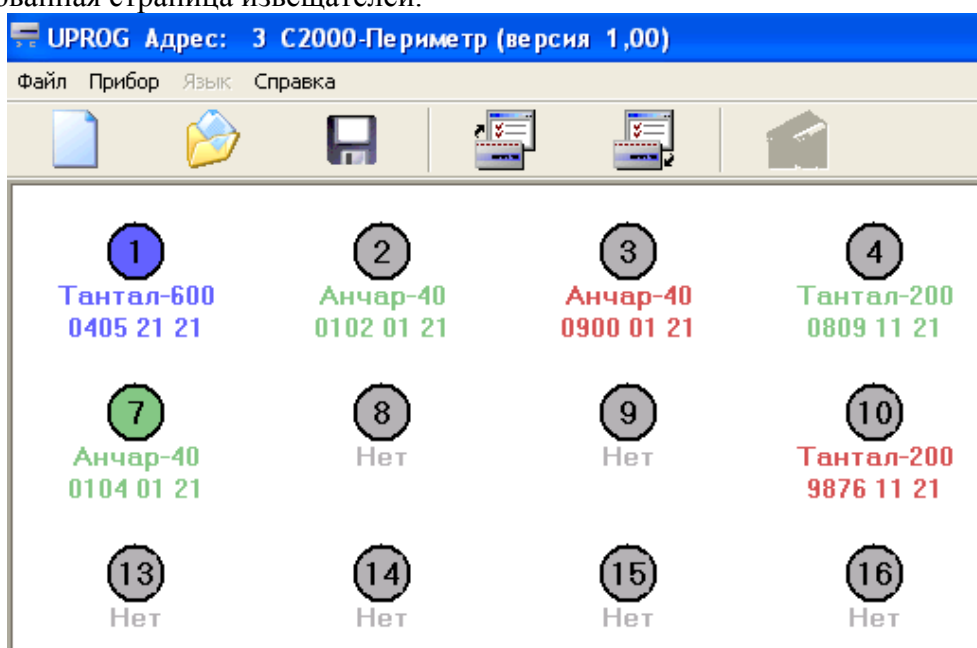 ованная страница извещателей.
UPROG Адрес: 3 С2000-Периметр (версия 1,00)
Файл Прибор Язык Справка
1 2 3 4
Тантал-600 Анчар-40 Анчар-40 Тантал-200
0405 21 21 0102 01 21 0900 01 21 0809 11 21
7 8 9 10
Анчар-40 Нет Нет Тантал-200
0104 01 21 9876 11 21
13 14 15 16
Нет Нет Нет Нет